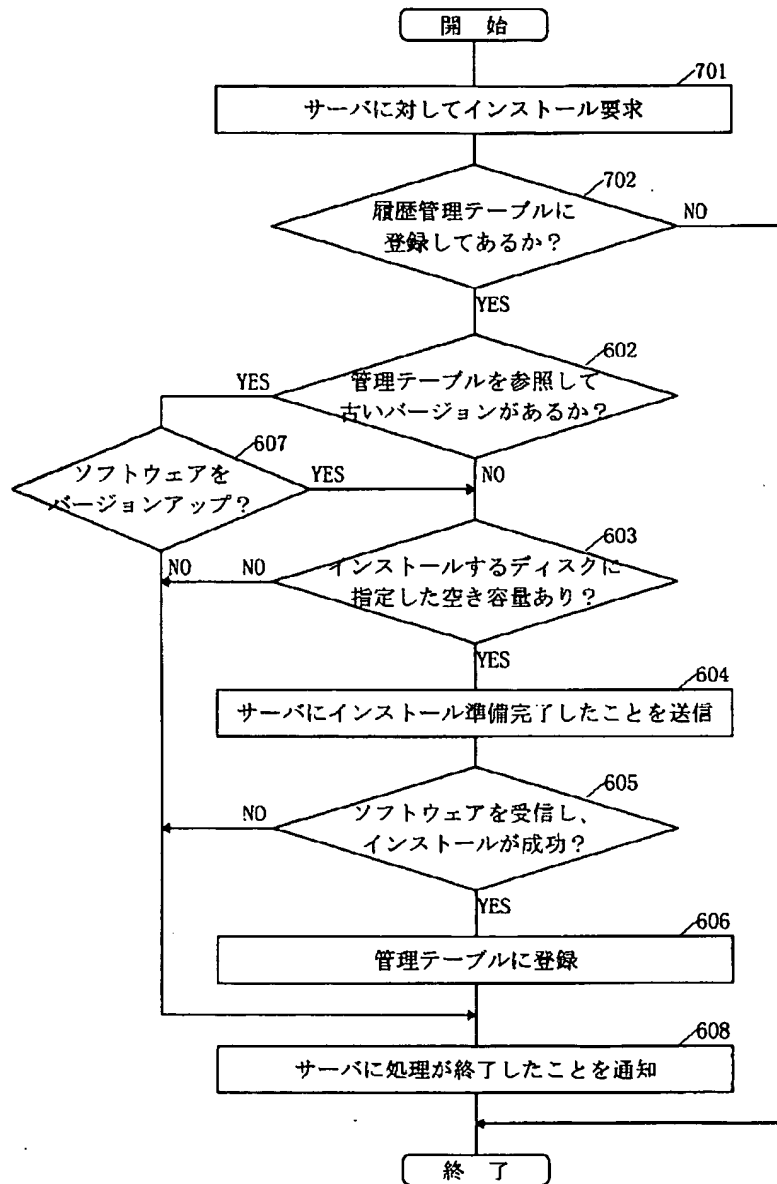 開 始
701
サーバに対してインストール要求
702
履歴管理テーブルに
登録してあるか？
NO
YES
602
管理テーブルを参照して
古いバージョンがあるか？
YES
607
ソフトウェアを
バージョンアップ？
YES
NO
603
インストールするディスクに
指定した空き容量あり？
NO
NO
YES
604
サーバにインストール準備完了したことを送信
605
ソフトウェアを受信し、
インストールが成功？
NO
YES
606
管理テーブルに登録
608
サーバに処理が終了したことを通知
終 了